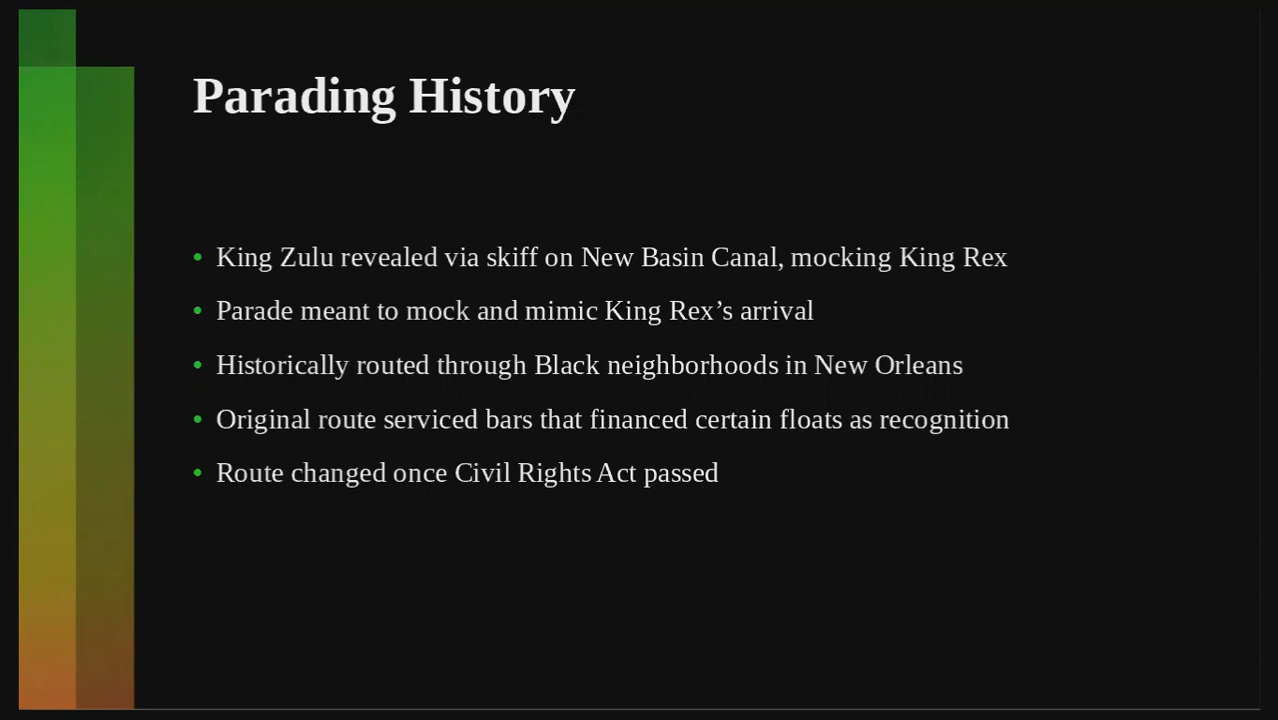 Parading History
• King Zulu revealed via skiff on New Basin Canal, mocking King Rex
• Parade meant to mock and mimic King Rex’s arrival
• Historically routed through Black neighborhoods in New Orleans
• Original route serviced bars that financed certain floats as recognition
• Route changed once Civil Rights Act passed